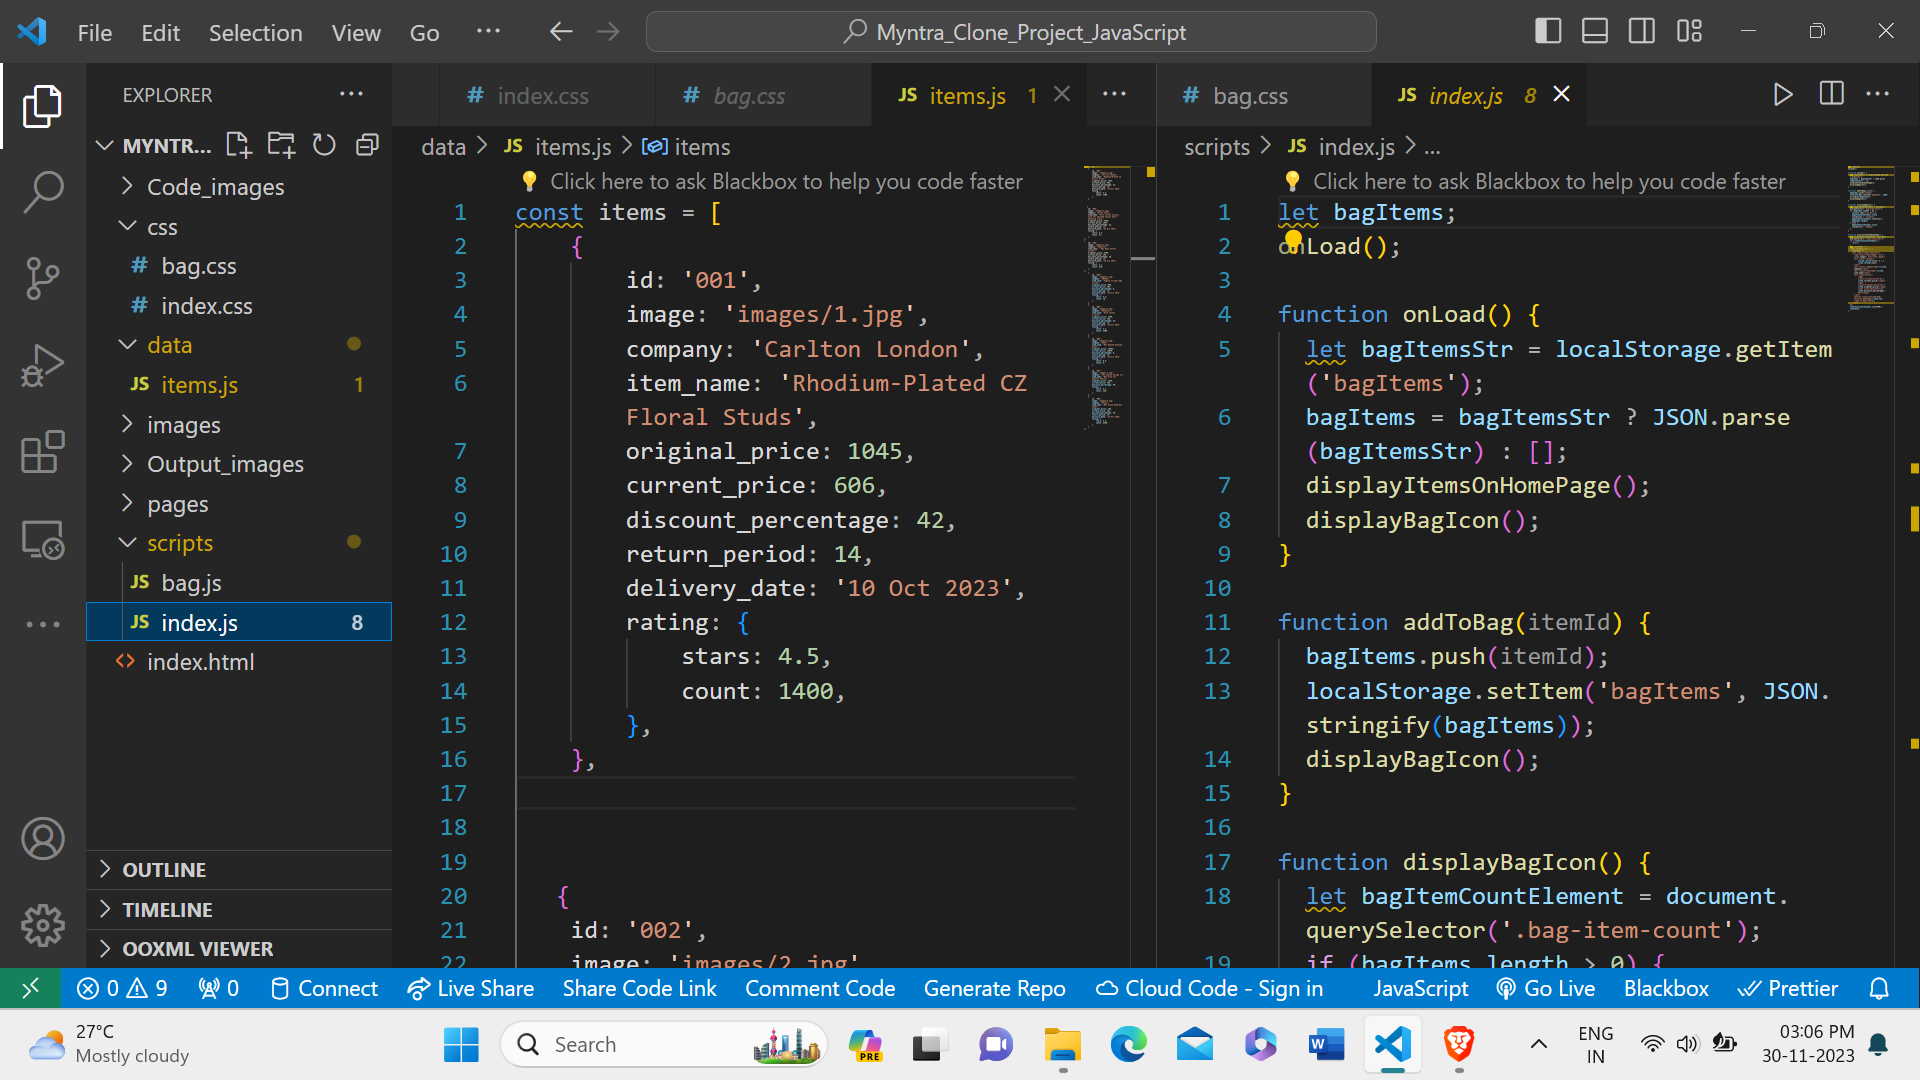 File Edit Selection View Go ...
Myntra_Clone_Project_JavaScript
EXPLORER
MYNTR...
Code_images
css
# bag.css
# index.css
data
JS items.js 1
images
Output_images
pages
scripts
JS bag.js
JS index.js 8
<> index.html
OUTLINE
TIMELINE
OOXML VIEWER
# index.css # bag.css JS items.js 1
data > JS items.js > items
Click here to ask Blackbox to help you code faster
1 const items = [
2 {
3 id: '001',
4 image: 'images/1.jpg',
5 company: 'Carlton London',
6 item_name: 'Rhodium-Plated CZ
Floral Studs',
7 original_price: 1045,
8 current_price: 606,
9 discount_percentage: 42,
10 return_period: 14,
11 delivery_date: '10 Oct 2023',
12 rating: {
13 stars: 4.5,
14 count: 1400,
15 },
16 },
17
18
19
20 {
21 id: '002',
22 image: 'images/2.jpg'
# bag.css JS index.js 8
scripts > JS index.js > ...
Click here to ask Blackbox to help you code faster
1 let bagItems;
2 onLoad();
3
4 function onLoad() {
5 let bagItemsStr = localStorage.getItem
('bagItems');
6 bagItems = bagItemsStr ? JSON.parse
(bagItemsStr) : [];
7 displayItemsOnHomePage();
8 displayBagIcon();
9 }
10
11 function addToBag(itemId) {
12 bagItems.push(itemId);
13 localStorage.setItem('bagItems', JSON.
stringify(bagItems));
14 displayBagIcon();
15 }
16
17 function displayBagIcon() {
18 let bagItemCountElement = document.
querySelector('.bag-item-count');
19 if (bagItems.length > 0) {
0 9 0 Connect Live Share Share Code Link Comment Code Generate Repo Cloud Code - Sign in JavaScript Go Live Blackbox Prettier
27°C
Mostly cloudy
Search
PRE
ENG
IN
03:06 PM
30-11-2023